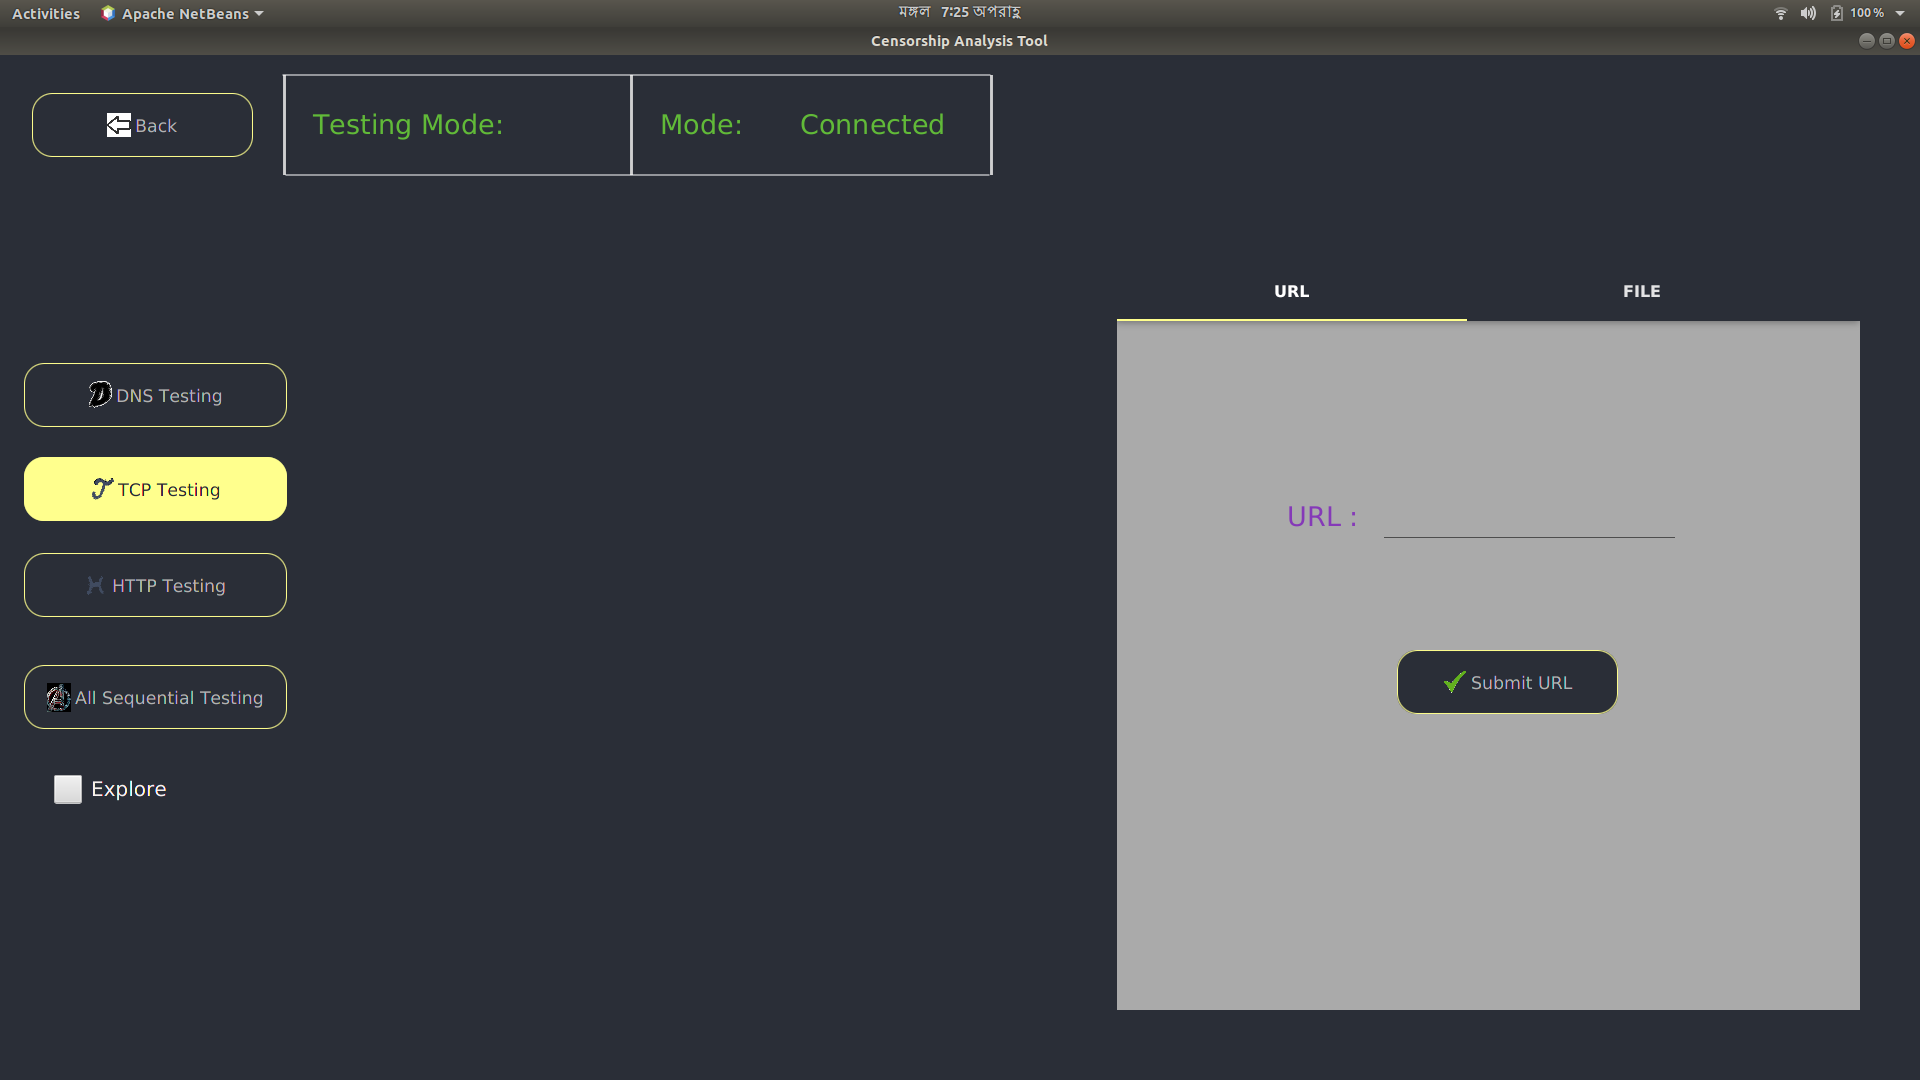 Activities Apache NetBeans মঙ্গল 7:25 অপরাহ্ণ 100%
Censorship Analysis Tool
Back
Testing Mode: Mode: Connected
URL FILE
DNS Testing
TCP Testing
URL :
HTTP Testing
Submit URL
All Sequential Testing
Explore